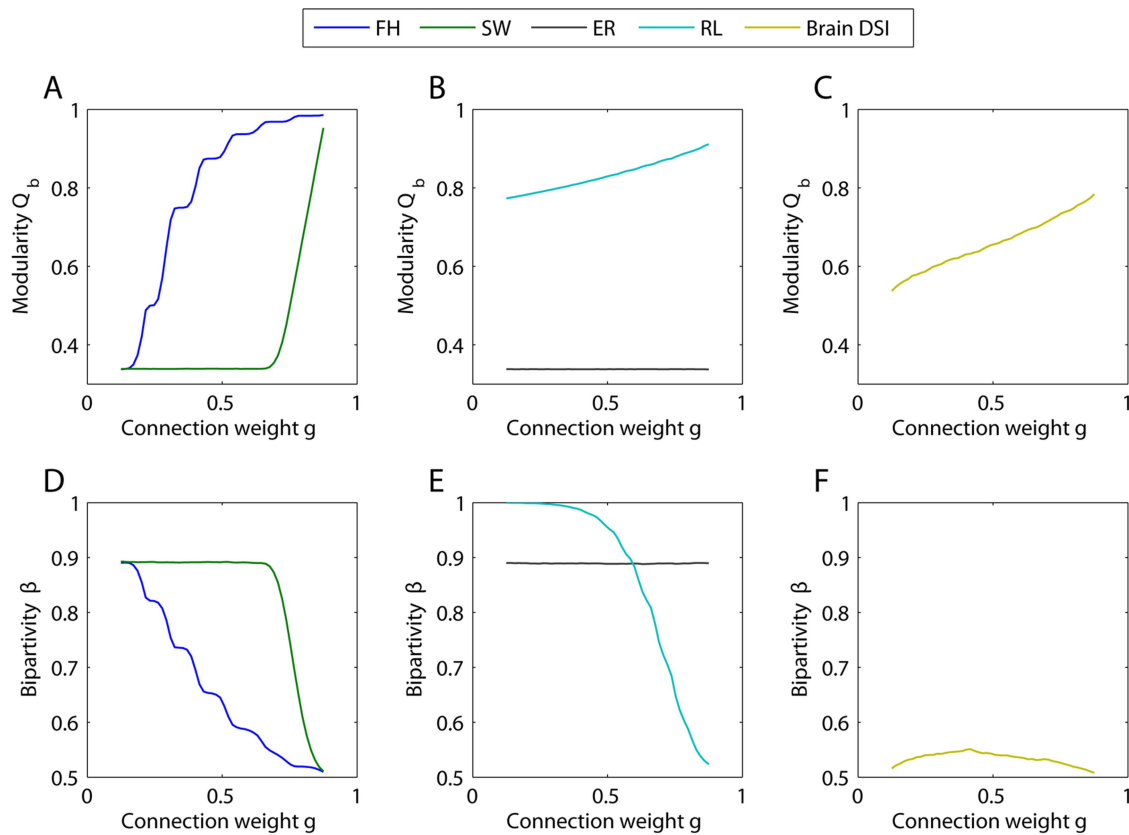 FH SW ER RL Brain DSI
A B C
1 1 1
0.8 0.8 0.8
0.6 0.6 0.6
0.4 0.4 0.4
Modularity Q_b Modularity Q_b Modularity Q_b
0 0.5 1 0 0.5 1 0 0.5 1
Connection weight g Connection weight g Connection weight g
D E F
1 1 1
0.9 0.9 0.9
0.8 0.8 0.8
0.7 0.7 0.7
0.6 0.6 0.6
0.5 0.5 0.5
Bipartivity β Bipartivity β Bipartivity β
0 0.5 1 0 0.5 1 0 0.5 1
Connection weight g Connection weight g Connection weight g